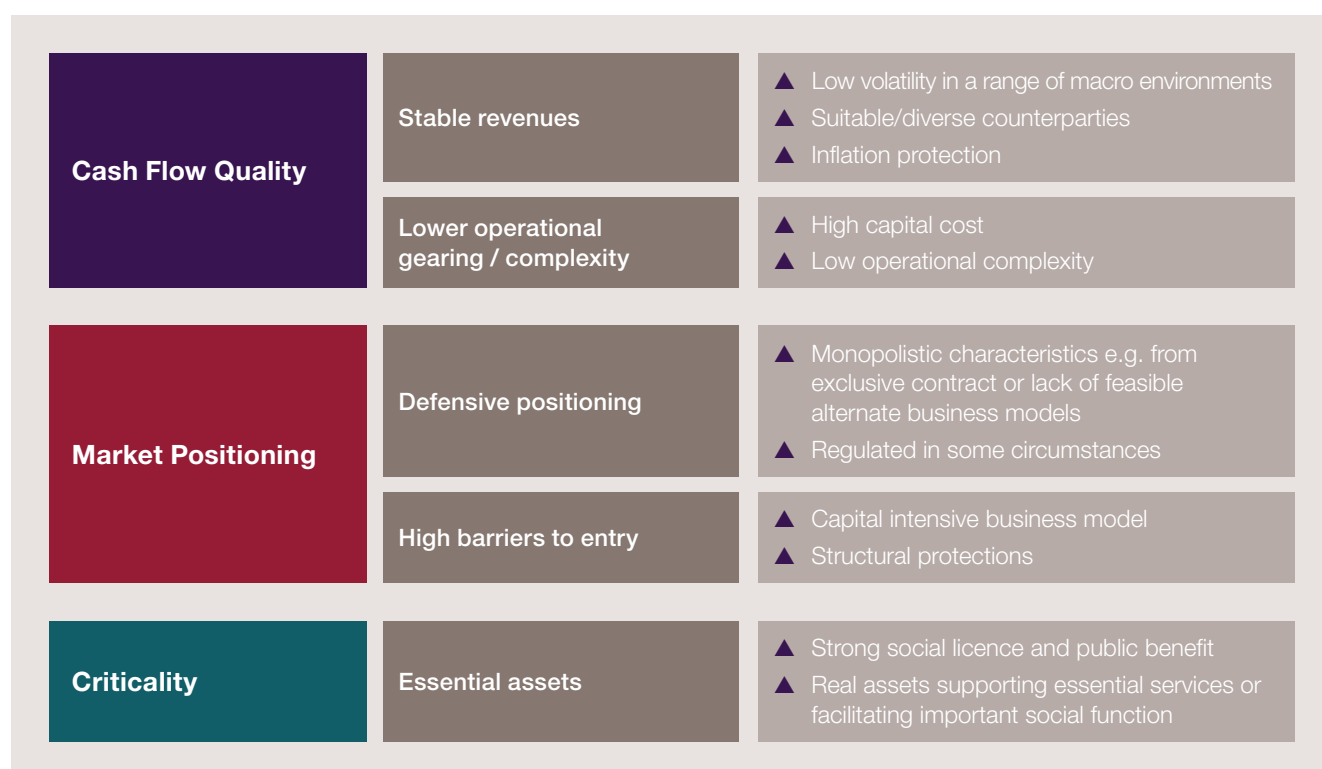 Cash Flow Quality
Stable revenues
Low volatility in a range of macro environments
Suitable/diverse counterparties
Inflation protection
Lower operational
gearing / complexity
High capital cost
Low operational complexity
Market Positioning
Defensive positioning
Monopolistic characteristics e.g. from
exclusive contract or lack of feasible
alternate business models
Regulated in some circumstances
High barriers to entry
Capital intensive business model
Structural protections
Criticality
Essential assets
Strong social licence and public benefit
Real assets supporting essential services or
facilitating important social function